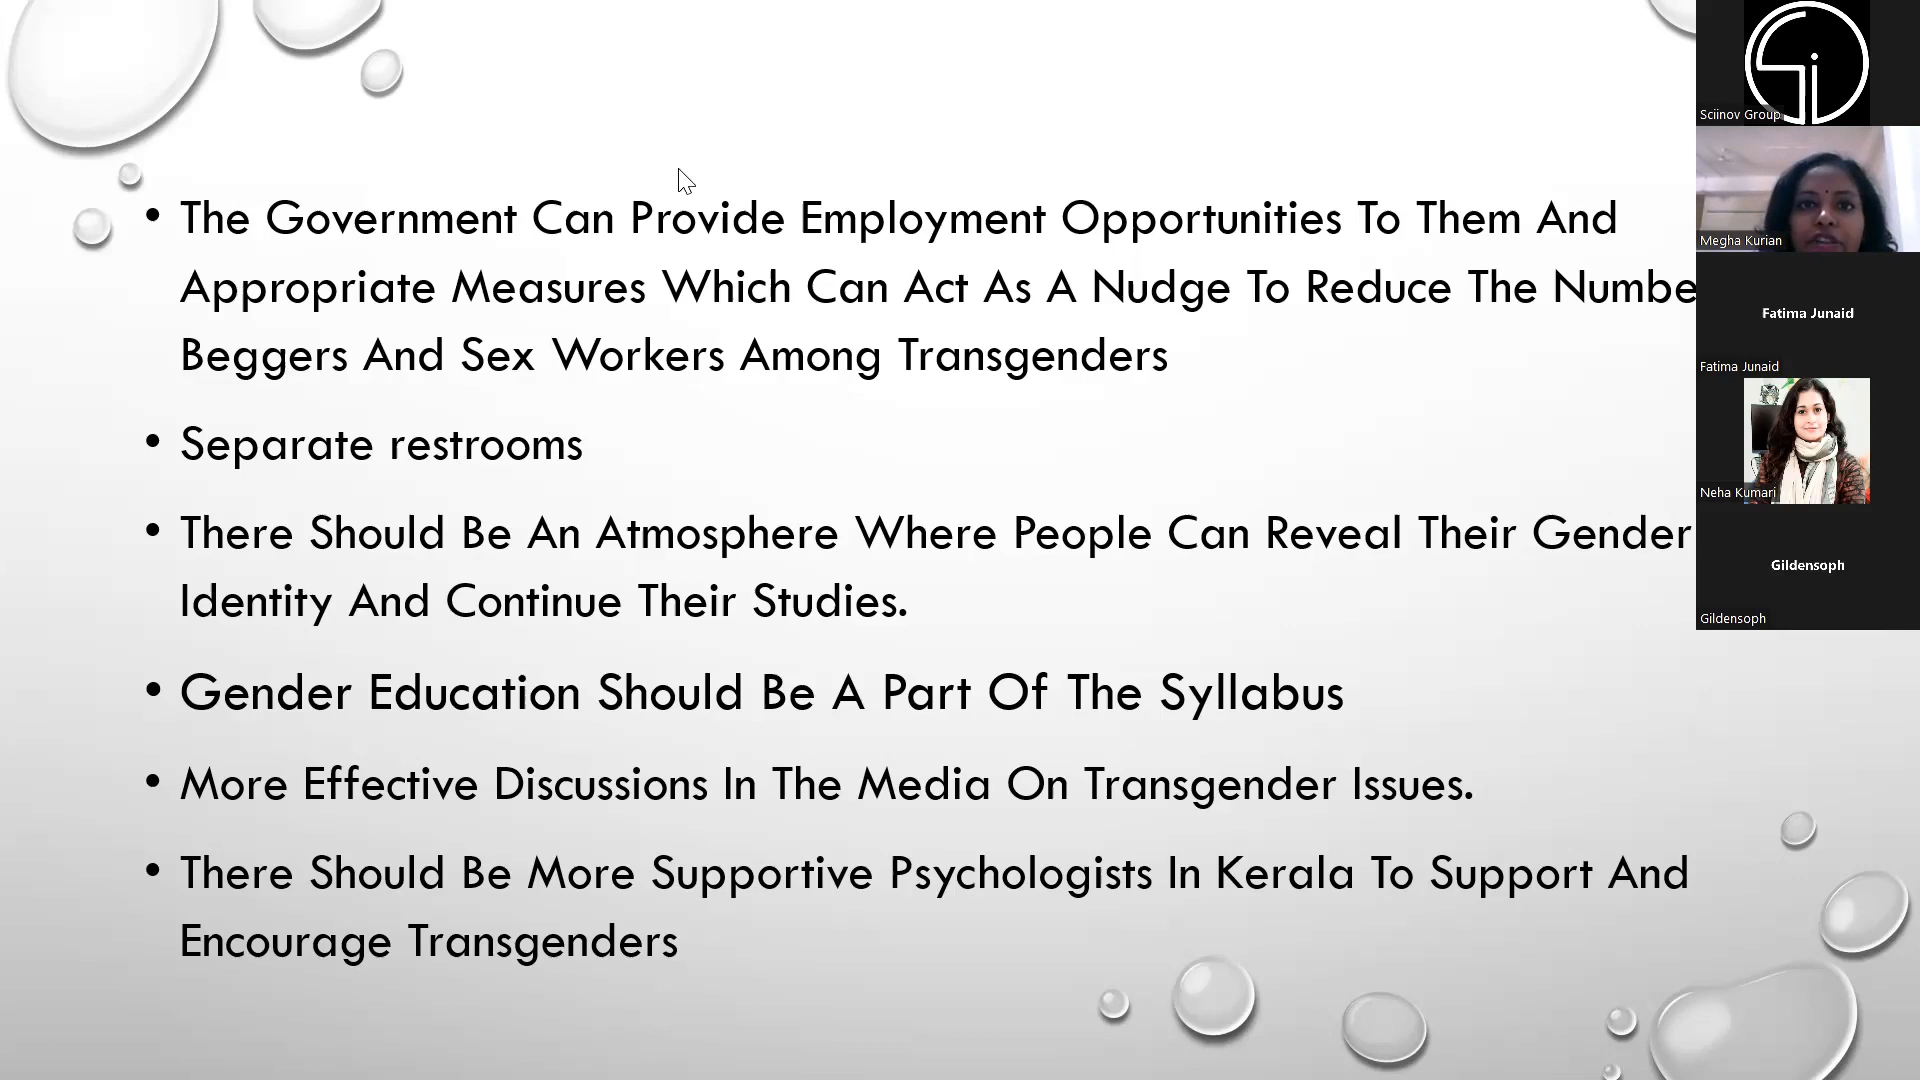 • The Government Can Provide Employment Opportunities To Them And
Appropriate Measures Which Can Act As A Nudge To Reduce The Numbe
Beggers And Sex Workers Among Transgenders
• Separate restrooms
• There Should Be An Atmosphere Where People Can Reveal Their Gender
Identity And Continue Their Studies.
• Gender Education Should Be A Part Of The Syllabus
• More Effective Discussions In The Media On Transgender Issues.
• There Should Be More Supportive Psychologists In Kerala To Support And
Encourage Transgenders
Sciinov Group
Megha Kurian
Fatima Junaid
Fatima Junaid
Neha Kumari
Gildensoph
Gildensoph